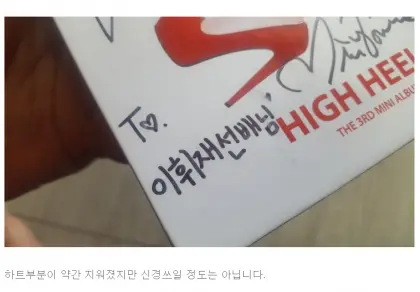 To♡.
이휘재선배님
HIGH HEEL
THE 3RD MINI ALBUM
하트부분이 약간 지워졌지만 신경쓰일 정도는 아닙니다.